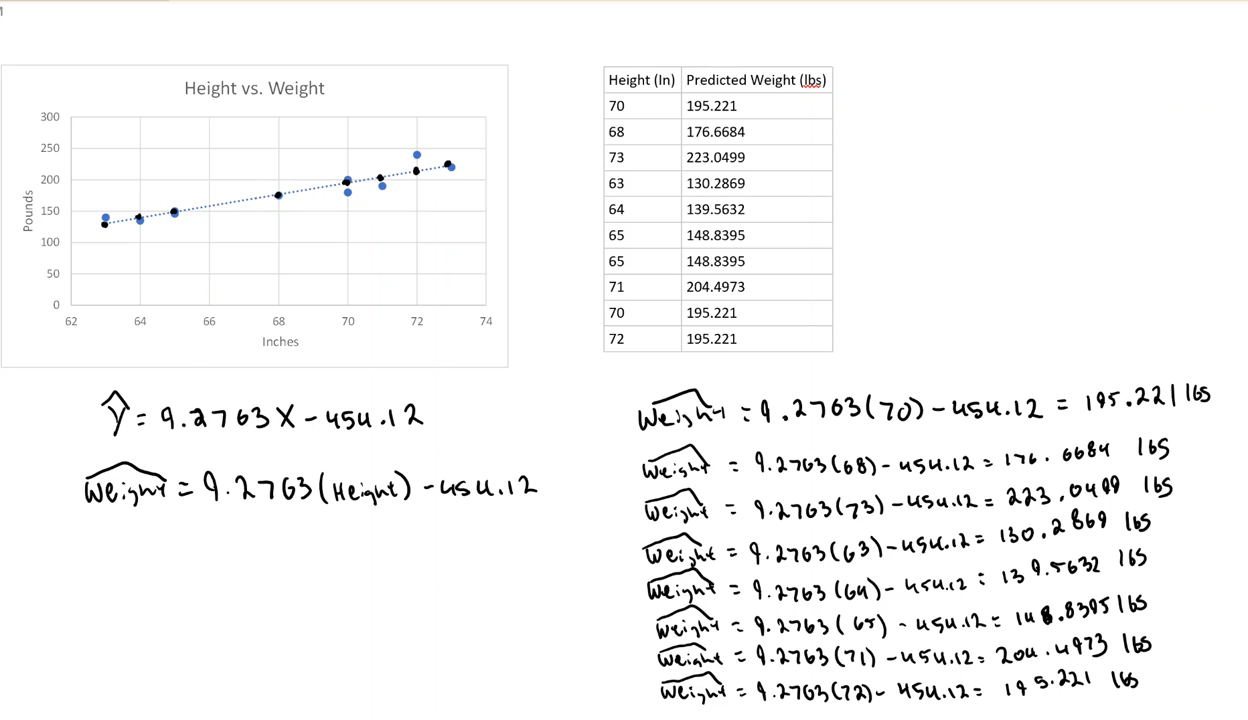 Height vs. Weight
300
250
200
150
100
50
0
Pounds
62 64 66 68 70 72 74
Inches
Height (In) Predicted Weight (lbs)
70 195.221
68 176.6684
73 223.0499
63 130.2869
64 139.5632
65 148.8395
65 148.8395
71 204.4973
70 195.221
72 195.221
Ŷ = 9.2763X - 454.12
Weight = 9.2763(Height) - 454.12
Weight = 9.2763(70) - 454.12 = 195.221 lbs
Weight = 9.2763(68) - 454.12 = 176.6684 lbs
Weight = 9.2763(73) - 454.12 = 223.0499 lbs
Weight = 9.2763(63) - 454.12 = 130.2869 lbs
Weight = 9.2763(64) - 454.12 = 139.5632 lbs
Weight = 9.2763(65) - 454.12 = 148.8395 lbs
Weight = 9.2763(71) - 454.12 = 204.4973 lbs
Weight = 9.2763(72) - 454.12 = 195.221 lbs